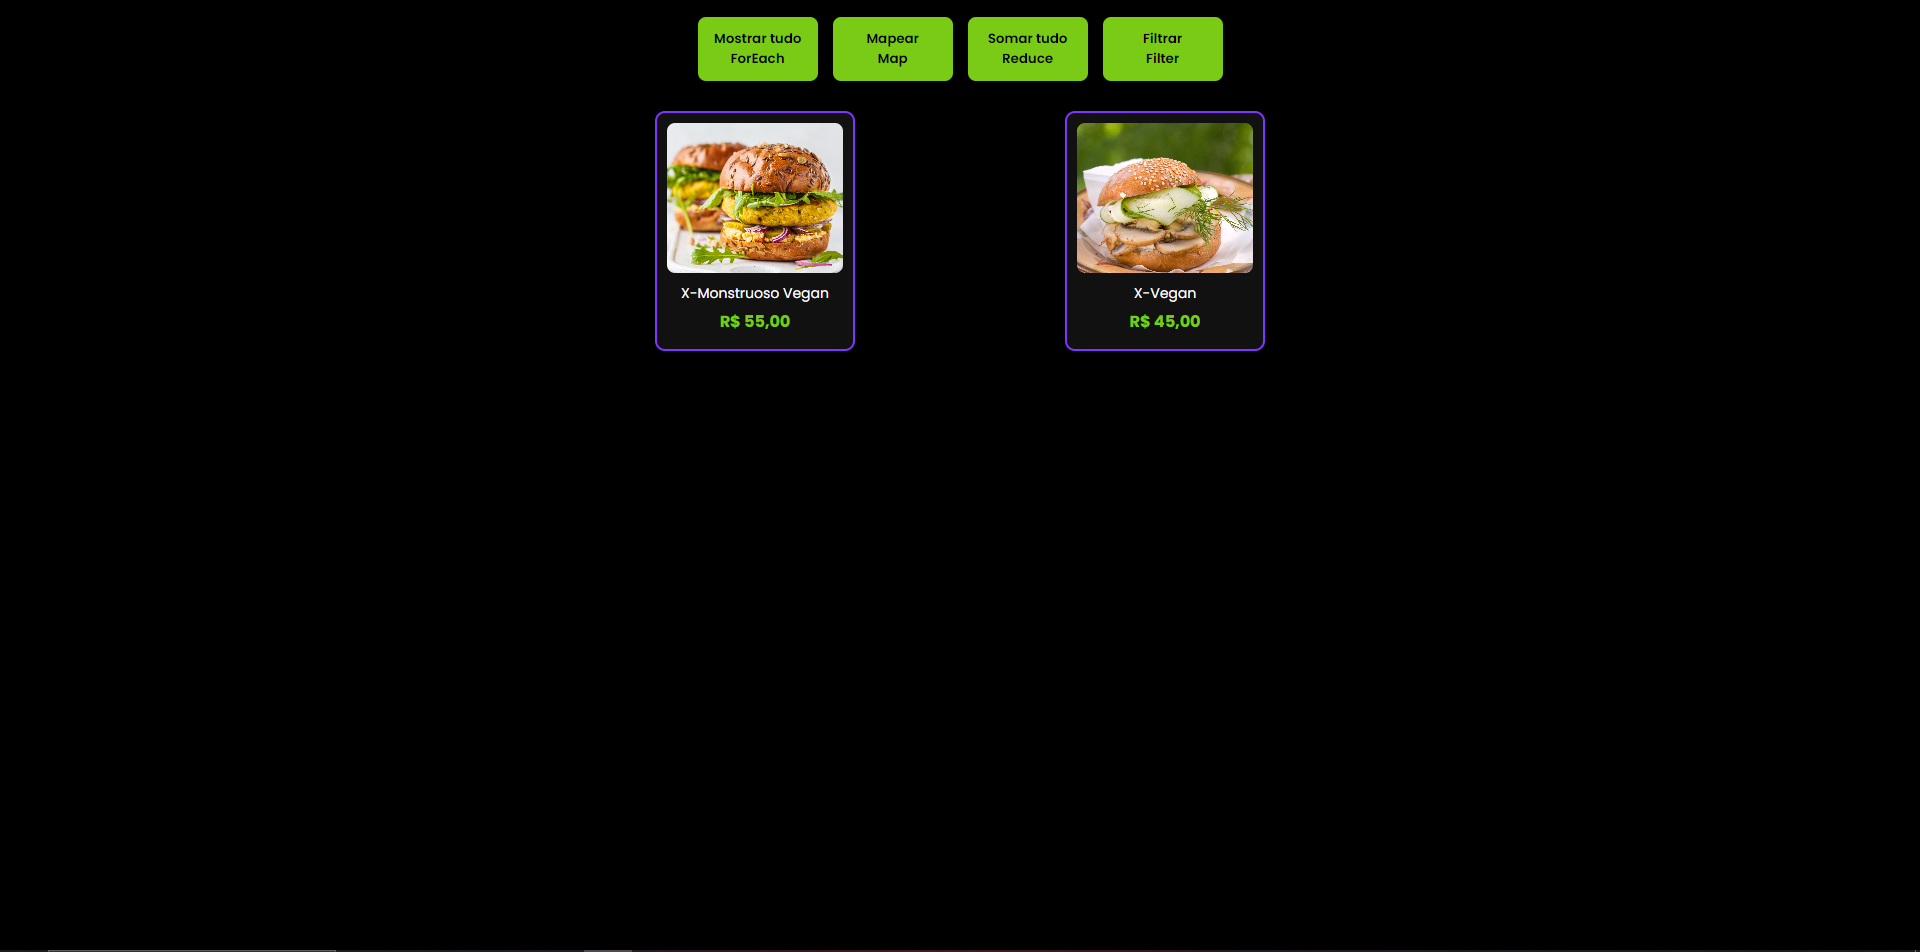 Mostrar tudo
ForEach
Mapear
Map
Somar tudo
Reduce
Filtrar
Filter
X-Monstruoso Vegan
R$ 55,00
X-Vegan
R$ 45,00